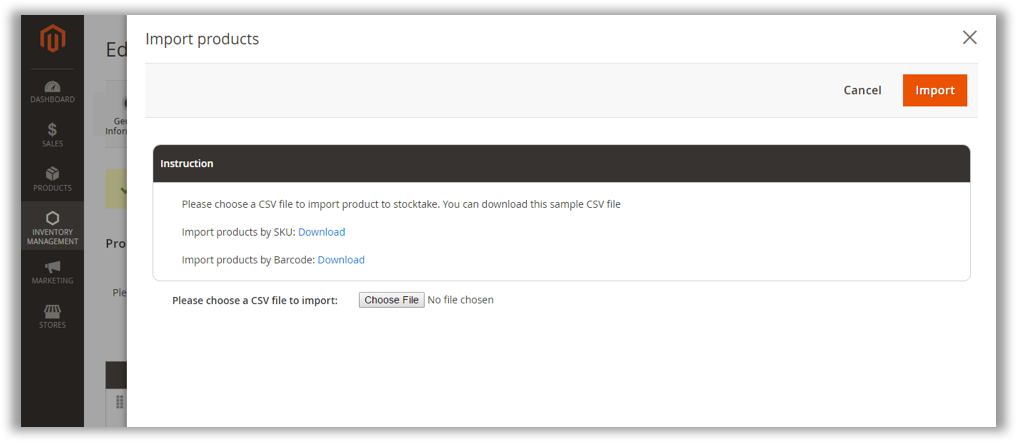 Import products
Cancel
Import
Ed
DASHBOARD
SALES
PRODUCTS
INVENTORY
MANAGEMENT
MARKETING
STORES
Ge
Infor
Pro
Ple
Instruction
Please choose a CSV file to import product to stocktake. You can download this sample CSV file
Import products by SKU: Download
Import products by Barcode: Download
Please choose a CSV file to import: Choose File No file chosen